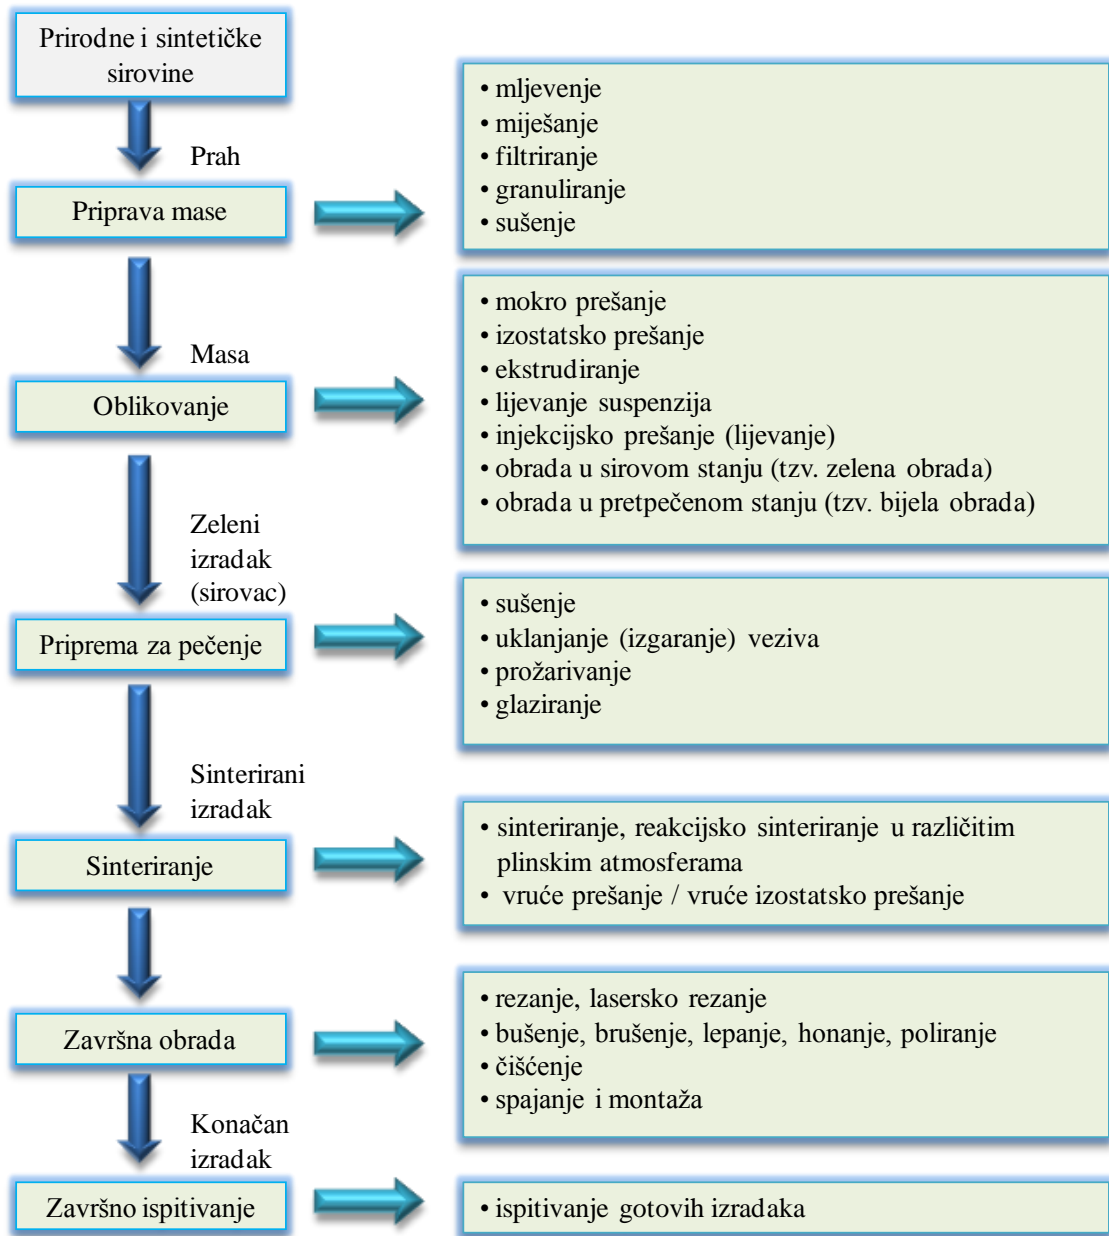 Prirodne i sintetičke
sirovine
Prah
Priprava mase
• mljevenje
• miješanje
• filtriranje
• granuliranje
• sušenje
Masa
Oblikovanje
• mokro prešanje
• izostatsko prešanje
• ekstrudiranje
• lijevanje suspenzija
• injekcijsko prešanje (lijevanje)
• obrada u sirovom stanju (tzv. zelena obrada)
• obrada u pretpečenom stanju (tzv. bijela obrada)
Zeleni
izradak
(sirovac)
Priprema za pečenje
• sušenje
• uklanjanje (izgaranje) veziva
• prožarivanje
• glaziranje
Sinterirani
izradak
Sinteriranje
• sinteriranje, reakcijsko sinteriranje u različitim
plinskim atmosferama
• vruće prešanje / vruće izostatsko prešanje
Završna obrada
• rezanje, lasersko rezanje
• bušenje, brušenje, lepanje, honanje, poliranje
• čišćenje
• spajanje i montaža
Konačan
izradak
Završno ispitivanje
• ispitivanje gotovih izradaka